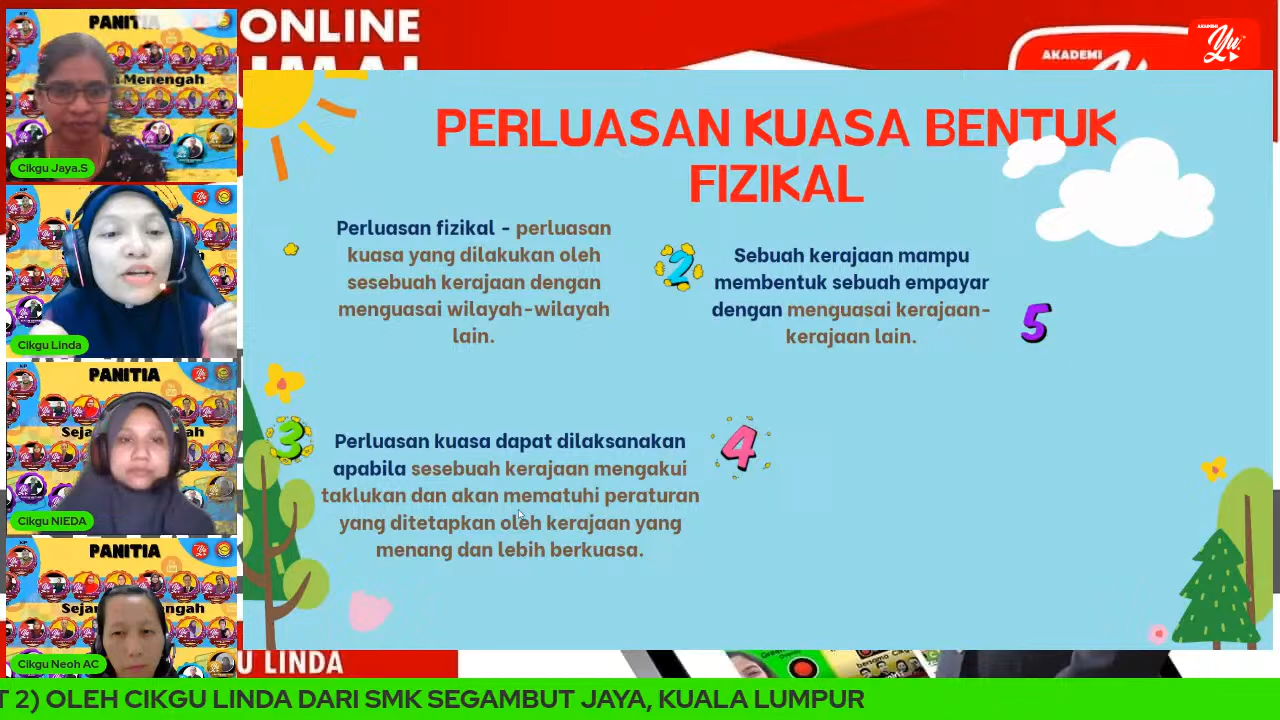 ONLINE
AKADEMI
Yu
AKADEMI
PERLUASAN KUASA BENTUK
FIZIKAL
Perluasan fizikal - perluasan
kuasa yang dilakukan oleh
sesebuah kerajaan dengan
menguasai wilayah-wilayah
lain.
2
Sebuah kerajaan mampu
membentuk sebuah empayar
dengan menguasai kerajaan-
kerajaan lain.
5
3
Perluasan kuasa dapat dilaksanakan
apabila sesebuah kerajaan mengakui
taklukan dan akan mematuhi peraturan
yang ditetapkan oleh kerajaan yang
menang dan lebih berkuasa.
4
PANITIA
Menengah
Cikgu Jaya.S
Cikgu Linda
PANITIA
Cikgu NIEDA
PANITIA
Cikgu Neoh AC
U LINDA
T 2) OLEH CIKGU LINDA DARI SMK SEGAMBUT JAYA, KUALA LUMPUR